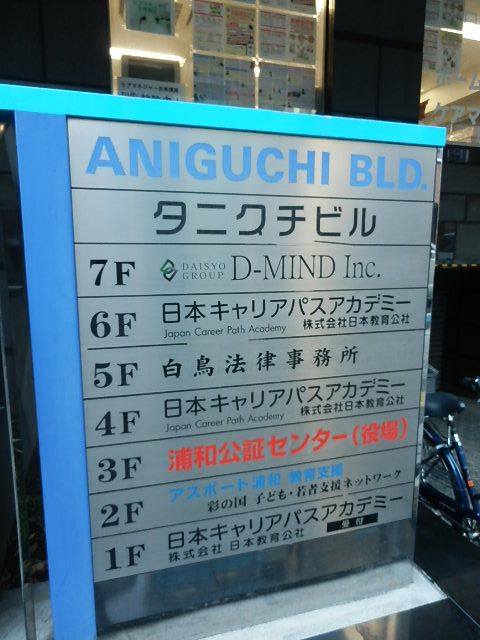 ANIGUCHI BLD.
タニクチビル
7F DAISYO GROUP D-MIND Inc.
6F 日本キャリアパスアカデミー
Japan Career Path Academy 株式会社日本教育公社
5F 白鳥法律事務所
4F 日本キャリアパスアカデミー
Japan Career Path Academy 株式会社日本教育公社
3F 浦和公証センター(役場)
2F アスポート浦和 教育支援
彩の国 子ども・若者支援ネットワーク
1F 日本キャリアパスアカデミー
株式会社 日本教育公社 受付
ホーム
ケアマ